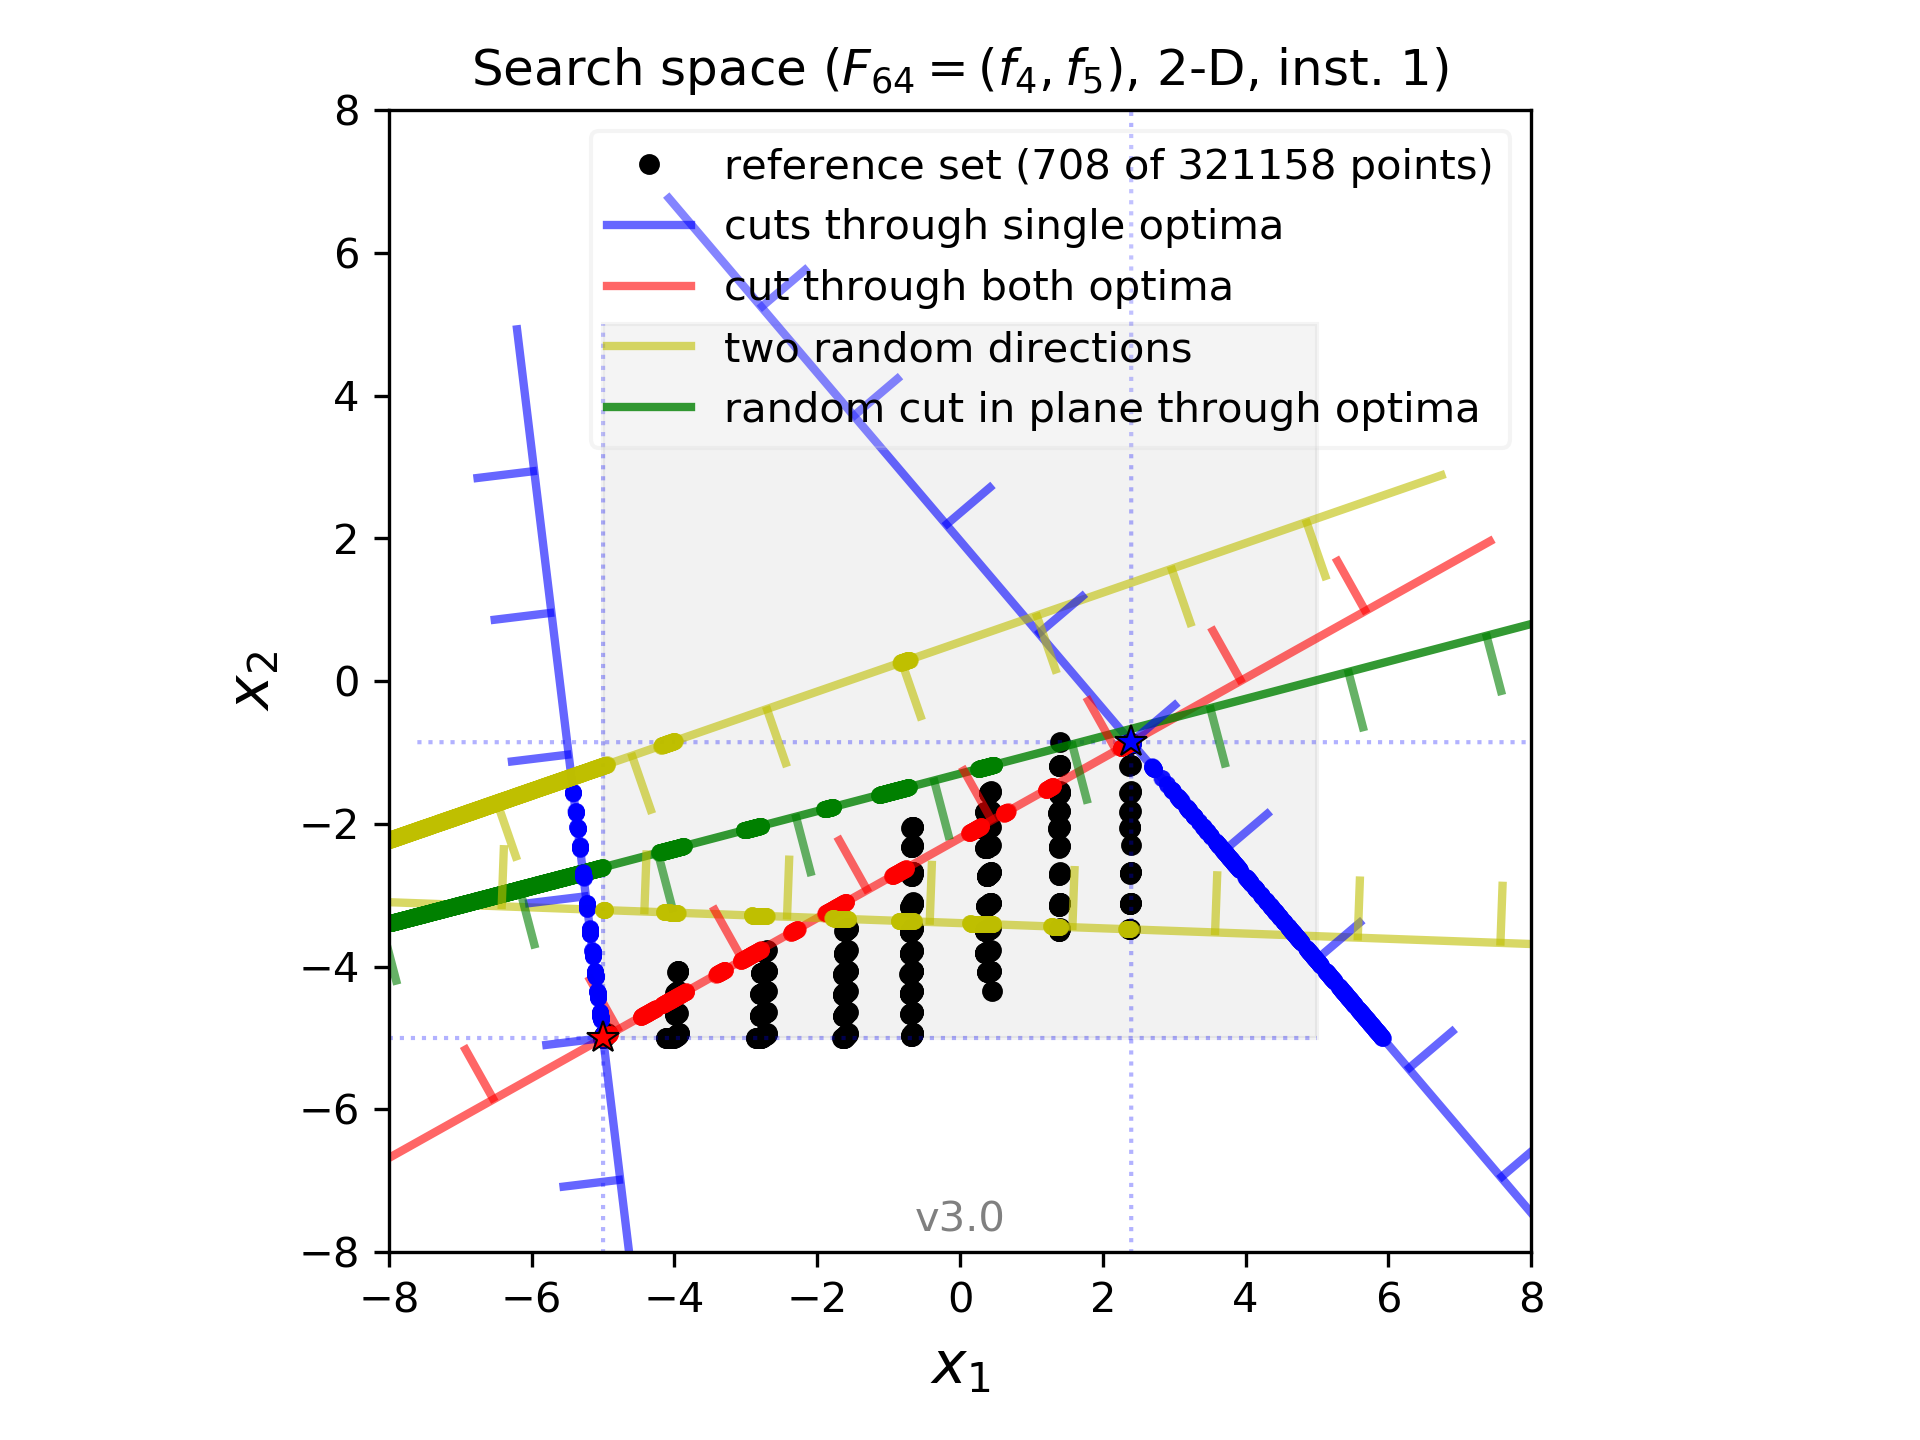 Search space (F64 = (f4, f5), 2-D, inst. 1)
reference set (708 of 321158 points)
cuts through single optima
cut through both optima
two random directions
random cut in plane through optima
8
6
4
2
0
−2
−4
−6
−8
x2
v3.0
−8 −6 −4 −2 0 2 4 6 8
x1